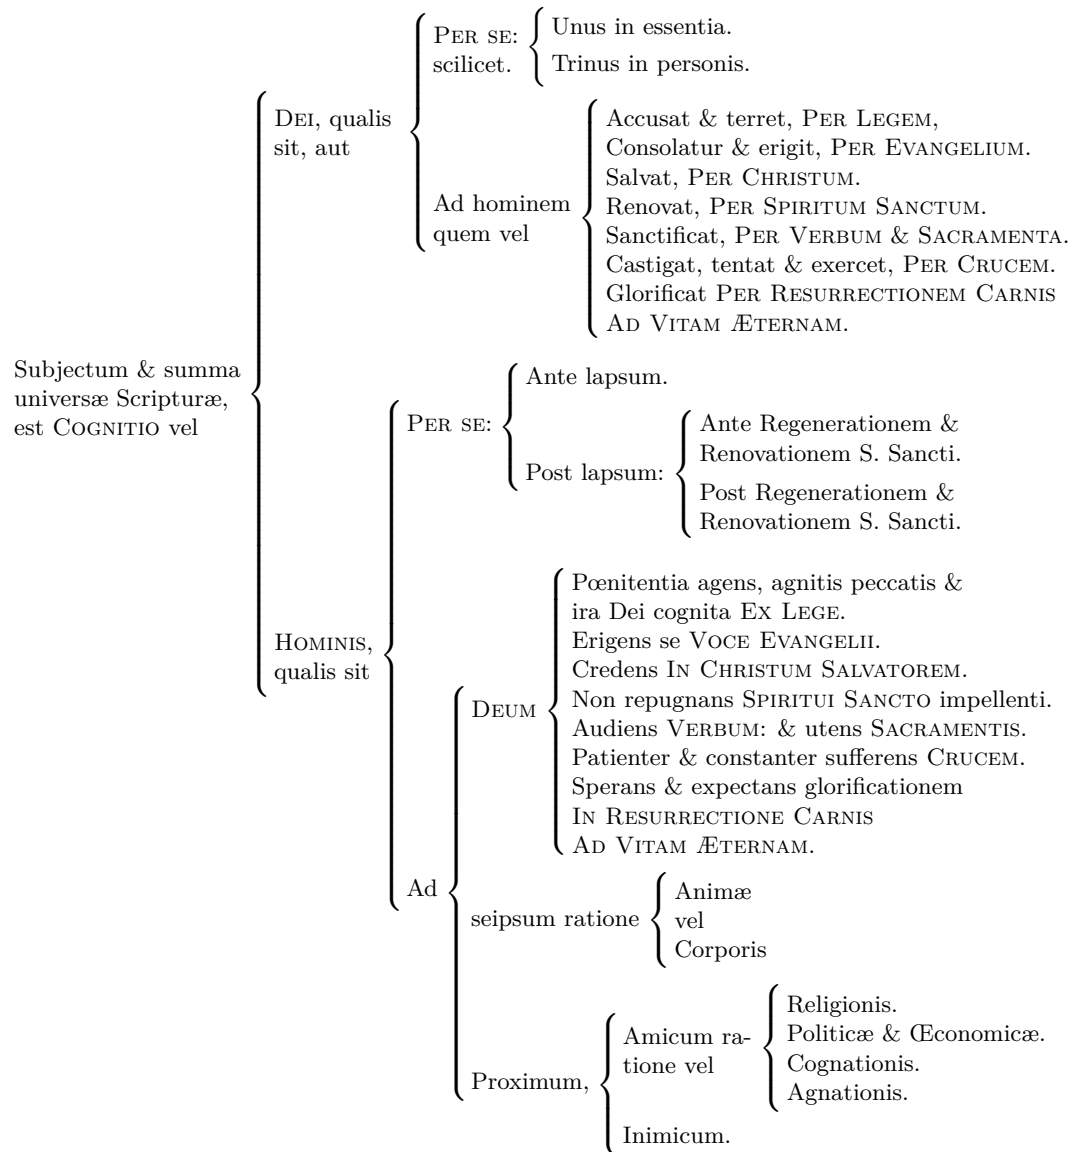 Subjectum & summa
universæ Scripturæ,
est COGNITIO vel
DEI, qualis
sit, aut
PER SE:
scilicet.
Unus in essentia.
Trinus in personis.
Ad hominem
quem vel
Accusat & terret, PER LEGEM,
Consolatur & erigit, PER EVANGELIUM.
Salvat, PER CHRISTUM.
Renovat, PER SPIRITUM SANCTUM.
Sanctificat, PER VERBUM & SACRAMENTA.
Castigat, tentat & exercet, PER CRUCEM.
Glorificat PER RESURRECTIONEM CARNIS
AD VITAM ÆTERNAM.
HOMINIS,
qualis sit
PER SE:
Ante lapsum.
Post lapsum:
Ante Regenerationem &
Renovationem S. Sancti.
Post Regenerationem &
Renovationem S. Sancti.
Ad
DEUM
Pœnitentia agens, agnitis peccatis &
ira Dei cognita EX LEGE.
Erigens se VOCE EVANGELII.
Credens IN CHRISTUM SALVATOREM.
Non repugnans SPIRITUI SANCTO impellenti.
Audiens VERBUM: & utens SACRAMENTIS.
Patienter & constanter sufferens CRUCEM.
Sperans & expectans glorificationem
IN RESURRECTIONE CARNIS
AD VITAM ÆTERNAM.
seipsum ratione
Animæ
vel
Corporis
Proximum,
Amicum ra-
tione vel
Religionis.
Politicæ & Œconomicæ.
Cognationis.
Agnationis.
Inimicum.